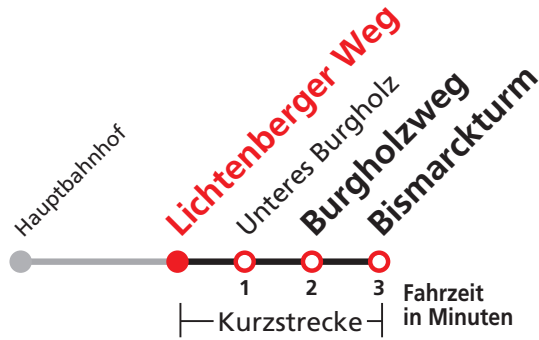 Hauptbahnhof
Lichtenberger Weg
Unteres Burgholz
Burgholzweg
Bismarckturm
1 2 3 Fahrzeit
in Minuten
Kurzstrecke